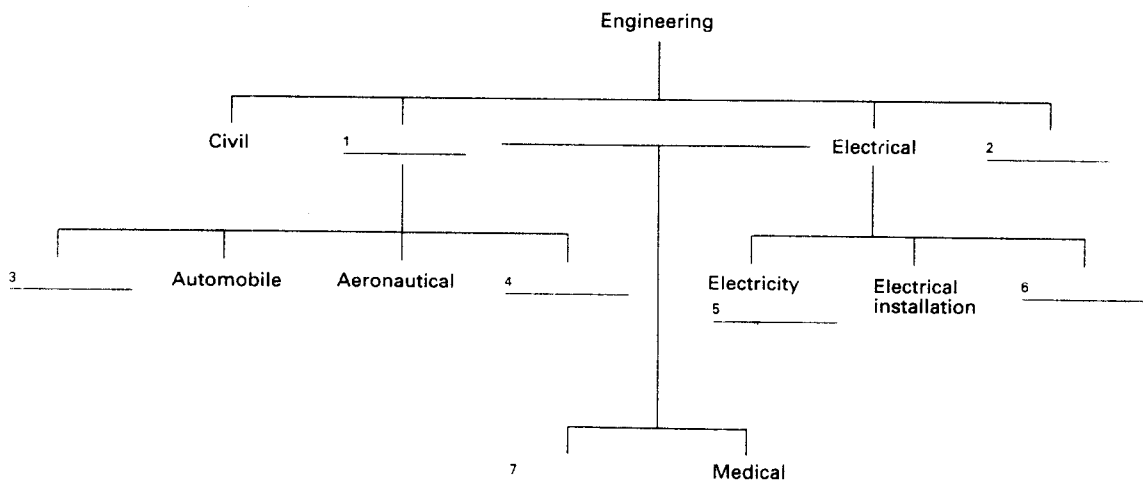 Engineering
Civil
1
Electrical
2
3
Automobile
Aeronautical
4
Electricity
5
Electrical
installation
6
7
Medical